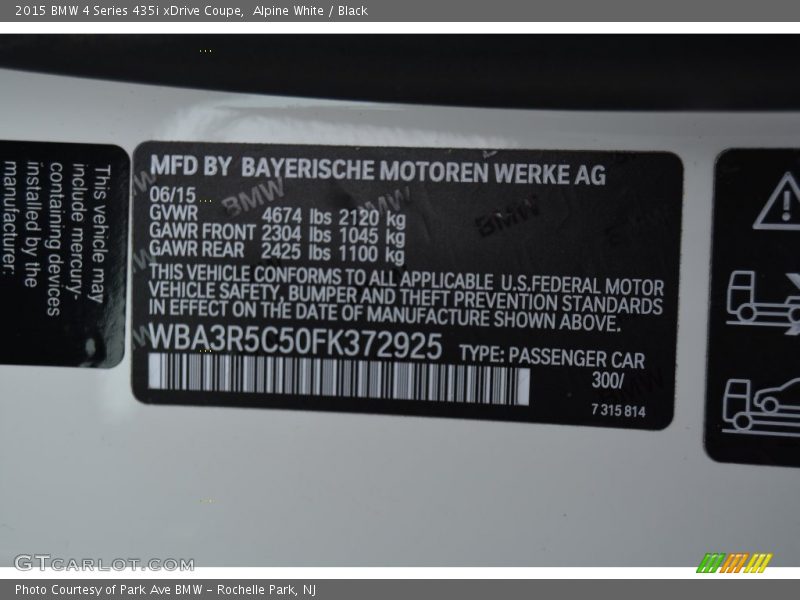 2015 BMW 4 Series 435i xDrive Coupe,  Alpine White / Black
This vehicle may
include mercury-
containing devices
installed by the
manufacturer:
MFD BY BAYERISCHE MOTOREN WERKE AG
06/15
GVWR 4674 lbs 2120 kg
GAWR FRONT 2304 lbs 1045 kg
GAWR REAR 2425 lbs 1100 kg
THIS VEHICLE CONFORMS TO ALL APPLICABLE U.S.FEDERAL MOTOR
VEHICLE SAFETY, BUMPER AND THEFT PREVENTION STANDARDS
IN EFFECT ON THE DATE OF MANUFACTURE SHOWN ABOVE.
WBA3R5C50FK372925 TYPE: PASSENGER CAR
300/
7 315 814
BMW
BMW
BMW
GTCARLOT.COM
Photo Courtesy of Park Ave BMW - Rochelle Park, NJ